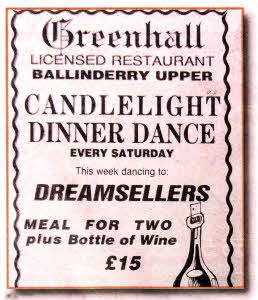 Greenhall
LICENSED RESTAURANT
BALLINDERRY UPPER
CANDLELIGHT
DINNER DANCE
EVERY SATURDAY
This week dancing to:
DREAMSELLERS
MEAL FOR TWO
plus Bottle of Wine
£15